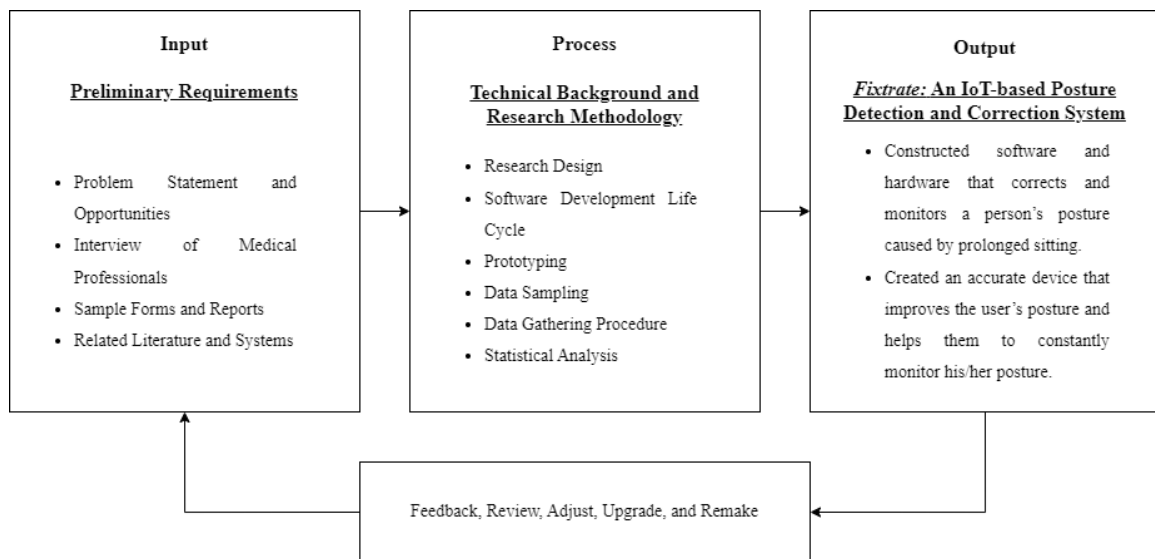 Input
Preliminary Requirements
• Problem Statement and
Opportunities
• Interview of Medical
Professionals
• Sample Forms and Reports
• Related Literature and Systems
Process
Technical Background and
Research Methodology
• Research Design
• Software Development Life
Cycle
• Prototyping
• Data Sampling
• Data Gathering Procedure
• Statistical Analysis
Output
Fixtrate: An IoT-based Posture
Detection and Correction System
• Constructed software and
hardware that corrects and
monitors a person's posture
caused by prolonged sitting.
• Created an accurate device that
improves the user's posture and
helps them to constantly
monitor his/her posture.
Feedback, Review, Adjust, Upgrade, and Remake